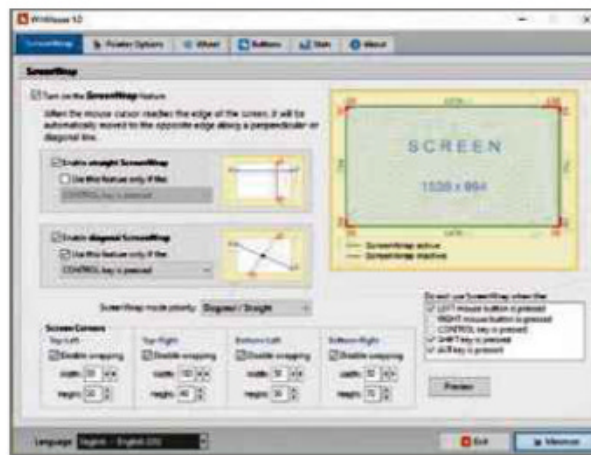 WinMouse 1.0
ScreenWrap Pointer Options Wheel Buttons Stats About
ScreenWrap
Turn on the ScreenWrap feature
When the mouse cursor reaches the edge of the screen, it will be
automatically moved to the opposite edge along a perpendicular or
diagonal line.
Enable straight ScreenWrap
Use this feature only if the
CONTROL key is pressed
Enable diagonal ScreenWrap
Use this feature only if the
CONTROL key is pressed
ScreenWrap mode priority: Diagonal / Straight
SCREEN
ScreenWrap active
ScreenWrap inactive
Do not use ScreenWrap when the:
LEFT mouse button is pressed
RIGHT mouse button is pressed
CONTROL key is pressed
SHIFT key is pressed
ALT key is pressed
Screen Corners
Top-Left Top-Right Bottom-Left Bottom-Right
Disable wrapping Disable wrapping Disable wrapping Disable wrapping
width: width: width: width:
height: height: height: height:
Preview
Language: English - English (US)
Exit Minimize